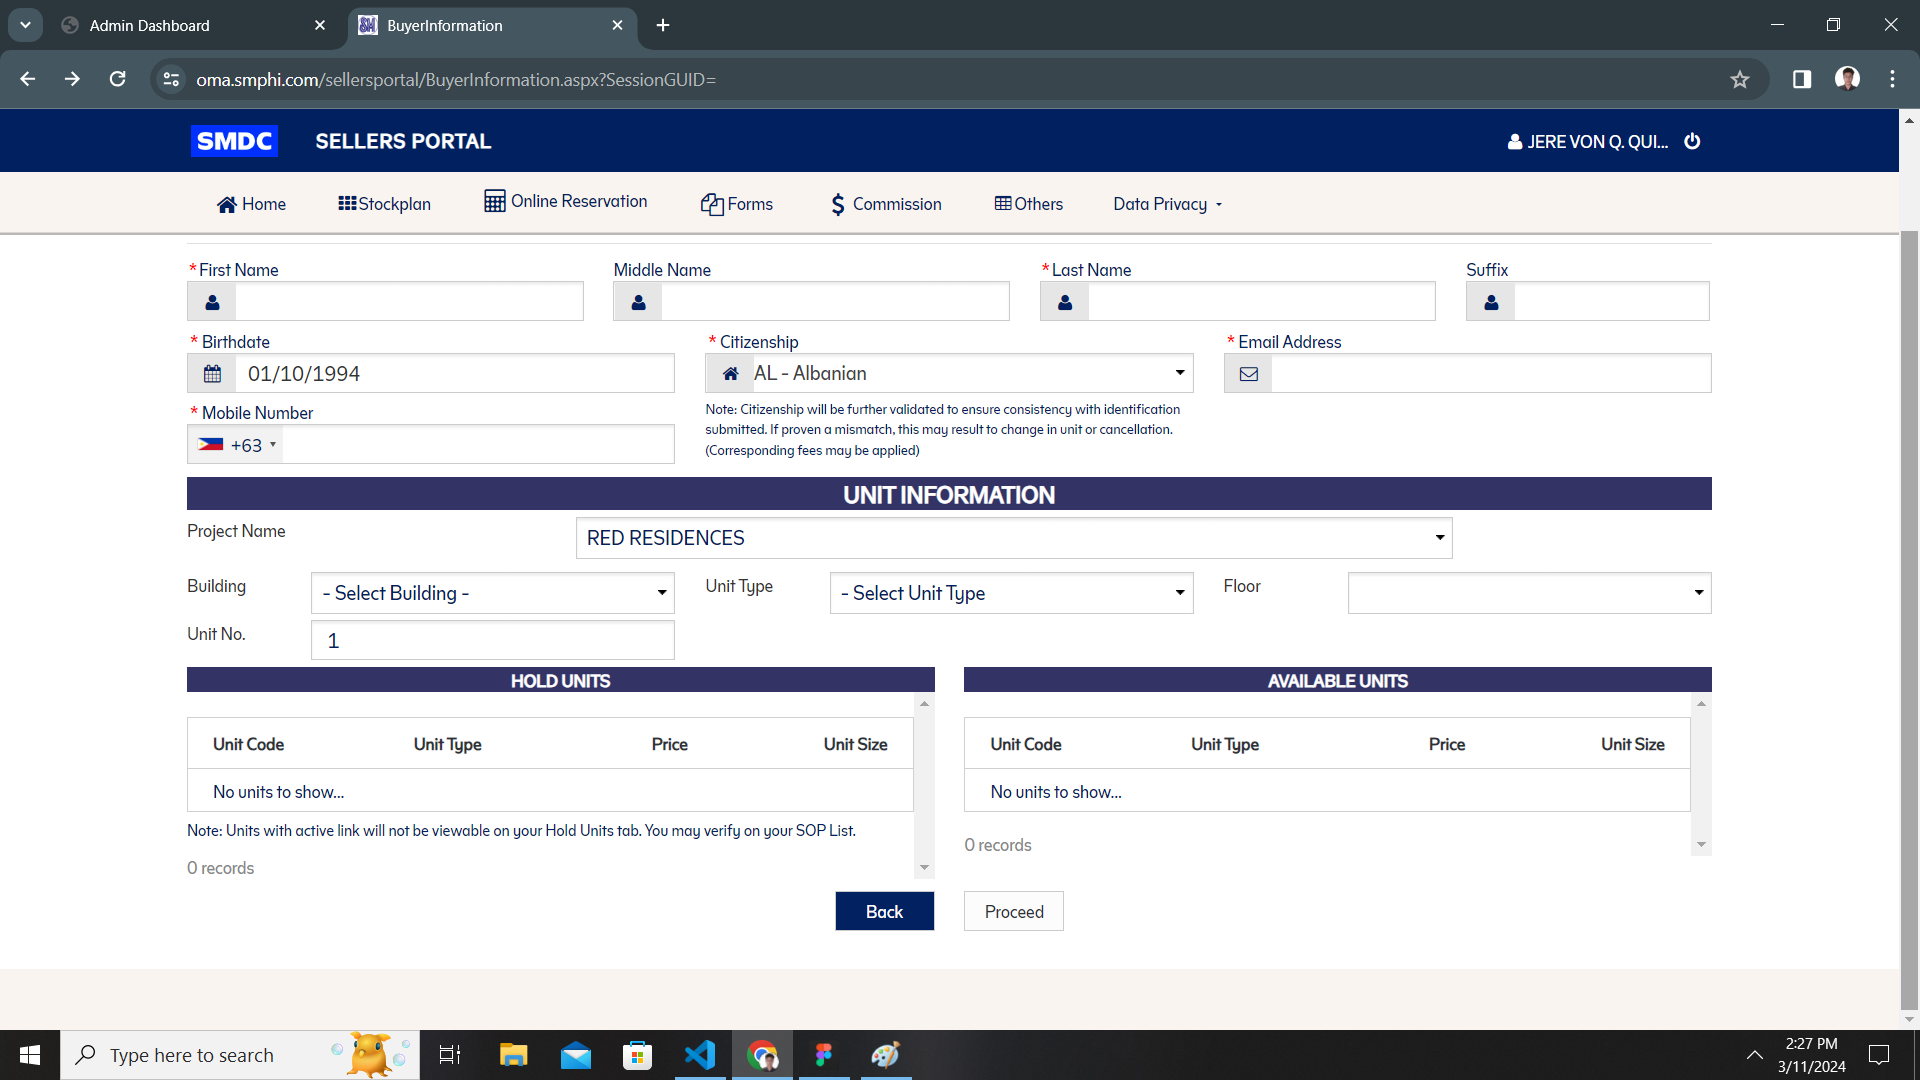 Admin Dashboard
BuyerInformation
oma.smphi.com/sellersportal/BuyerInformation.aspx?SessionGUID=
SMDC SELLERS PORTAL
JERE VON Q. QUI...
Home Stockplan Online Reservation Forms Commission Others Data Privacy
*First Name Middle Name *Last Name Suffix
* Birthdate * Citizenship * Email Address
01/10/1994 AL - Albanian
* Mobile Number
+63
Note: Citizenship will be further validated to ensure consistency with identification
submitted. If proven a mismatch, this may result to change in unit or cancellation.
(Corresponding fees may be applied)
UNIT INFORMATION
Project Name RED RESIDENCES
Building - Select Building - Unit Type - Select Unit Type Floor
Unit No. 1
HOLD UNITS
Unit Code Unit Type Price Unit Size
No units to show...
Note: Units with active link will not be viewable on your Hold Units tab. You may verify on your SOP List.
0 records
AVAILABLE UNITS
Unit Code Unit Type Price Unit Size
No units to show...
0 records
Back Proceed
Type here to search
2:27 PM
3/11/2024